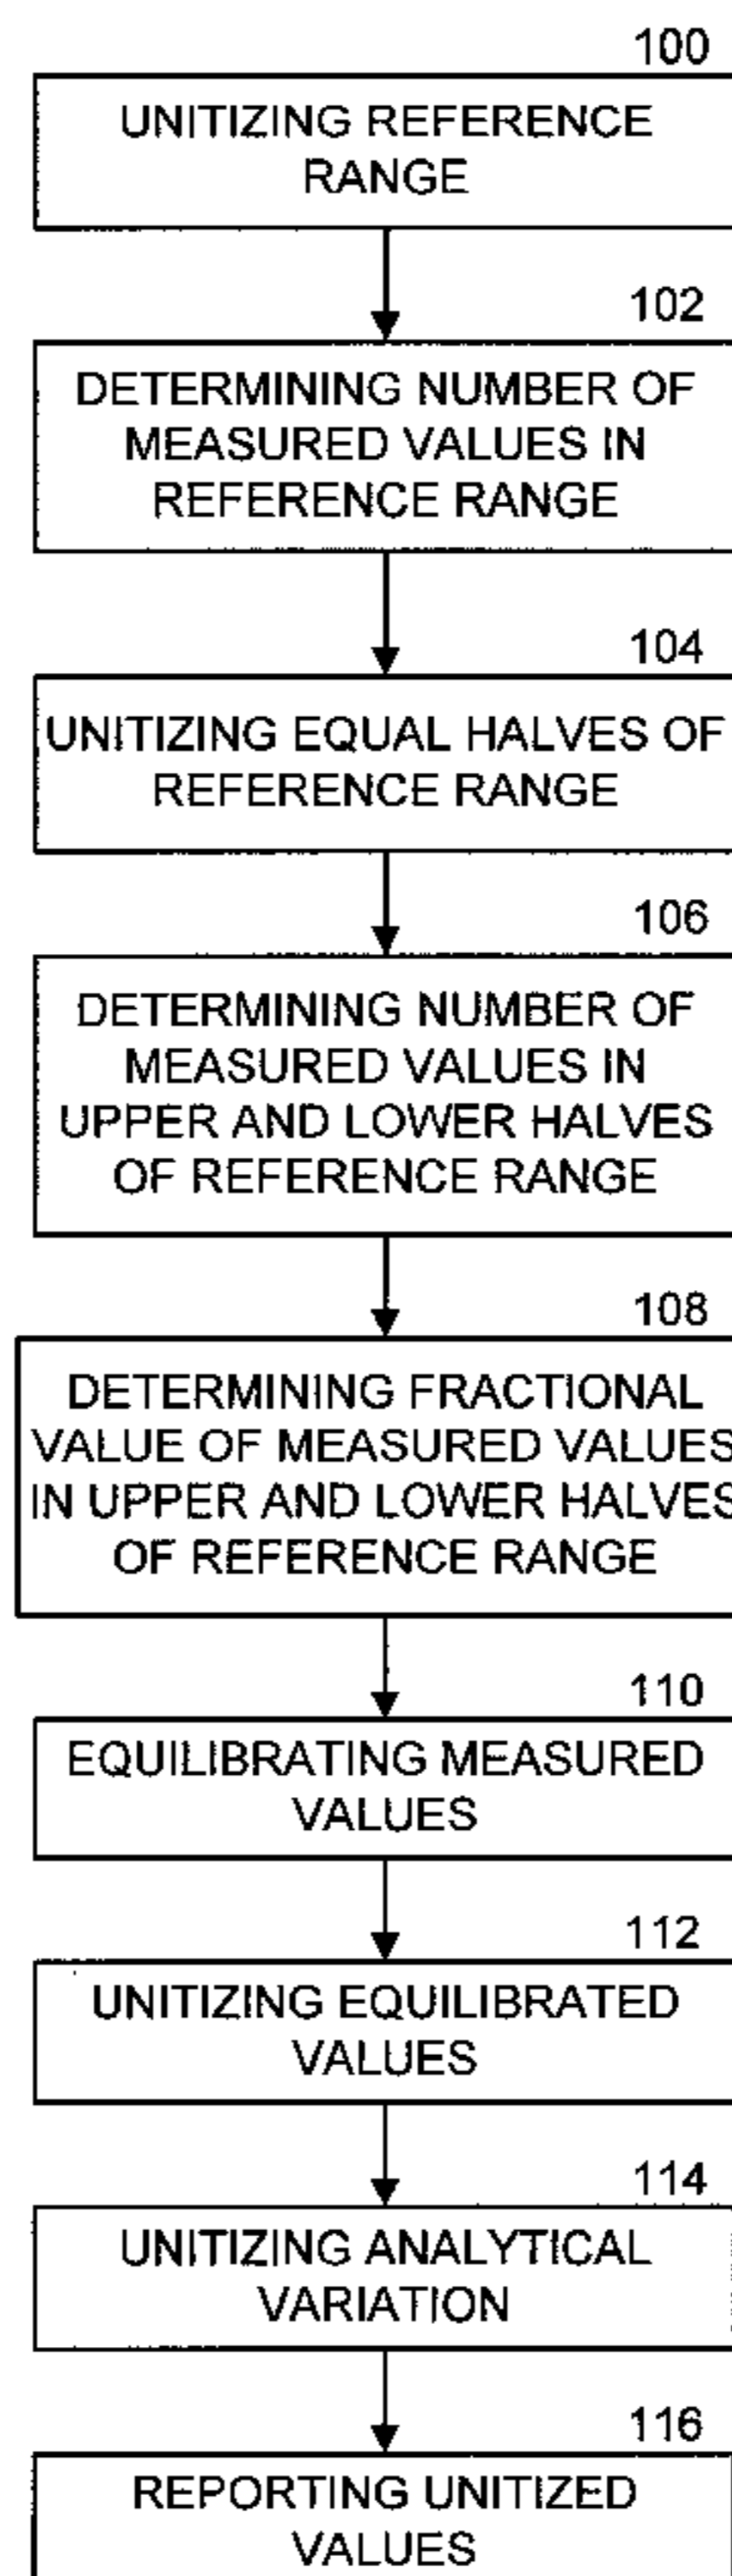 100
UNITIZING REFERENCE
RANGE
102
DETERMINING NUMBER OF
MEASURED VALUES IN
REFERENCE RANGE
104
UNITIZING EQUAL HALVES OF
REFERENCE RANGE
106
DETERMINING NUMBER OF
MEASURED VALUES IN
UPPER AND LOWER HALVES
OF REFERENCE RANGE
108
DETERMINING FRACTIONAL
VALUE OF MEASURED VALUES
IN UPPER AND LOWER HALVES
OF REFERENCE RANGE
110
EQUILIBRATING MEASURED
VALUES
112
UNITIZING EQUILIBRATED
VALUES
114
UNITIZING ANALYTICAL
VARIATION
116
REPORTING UNITIZED
VALUES